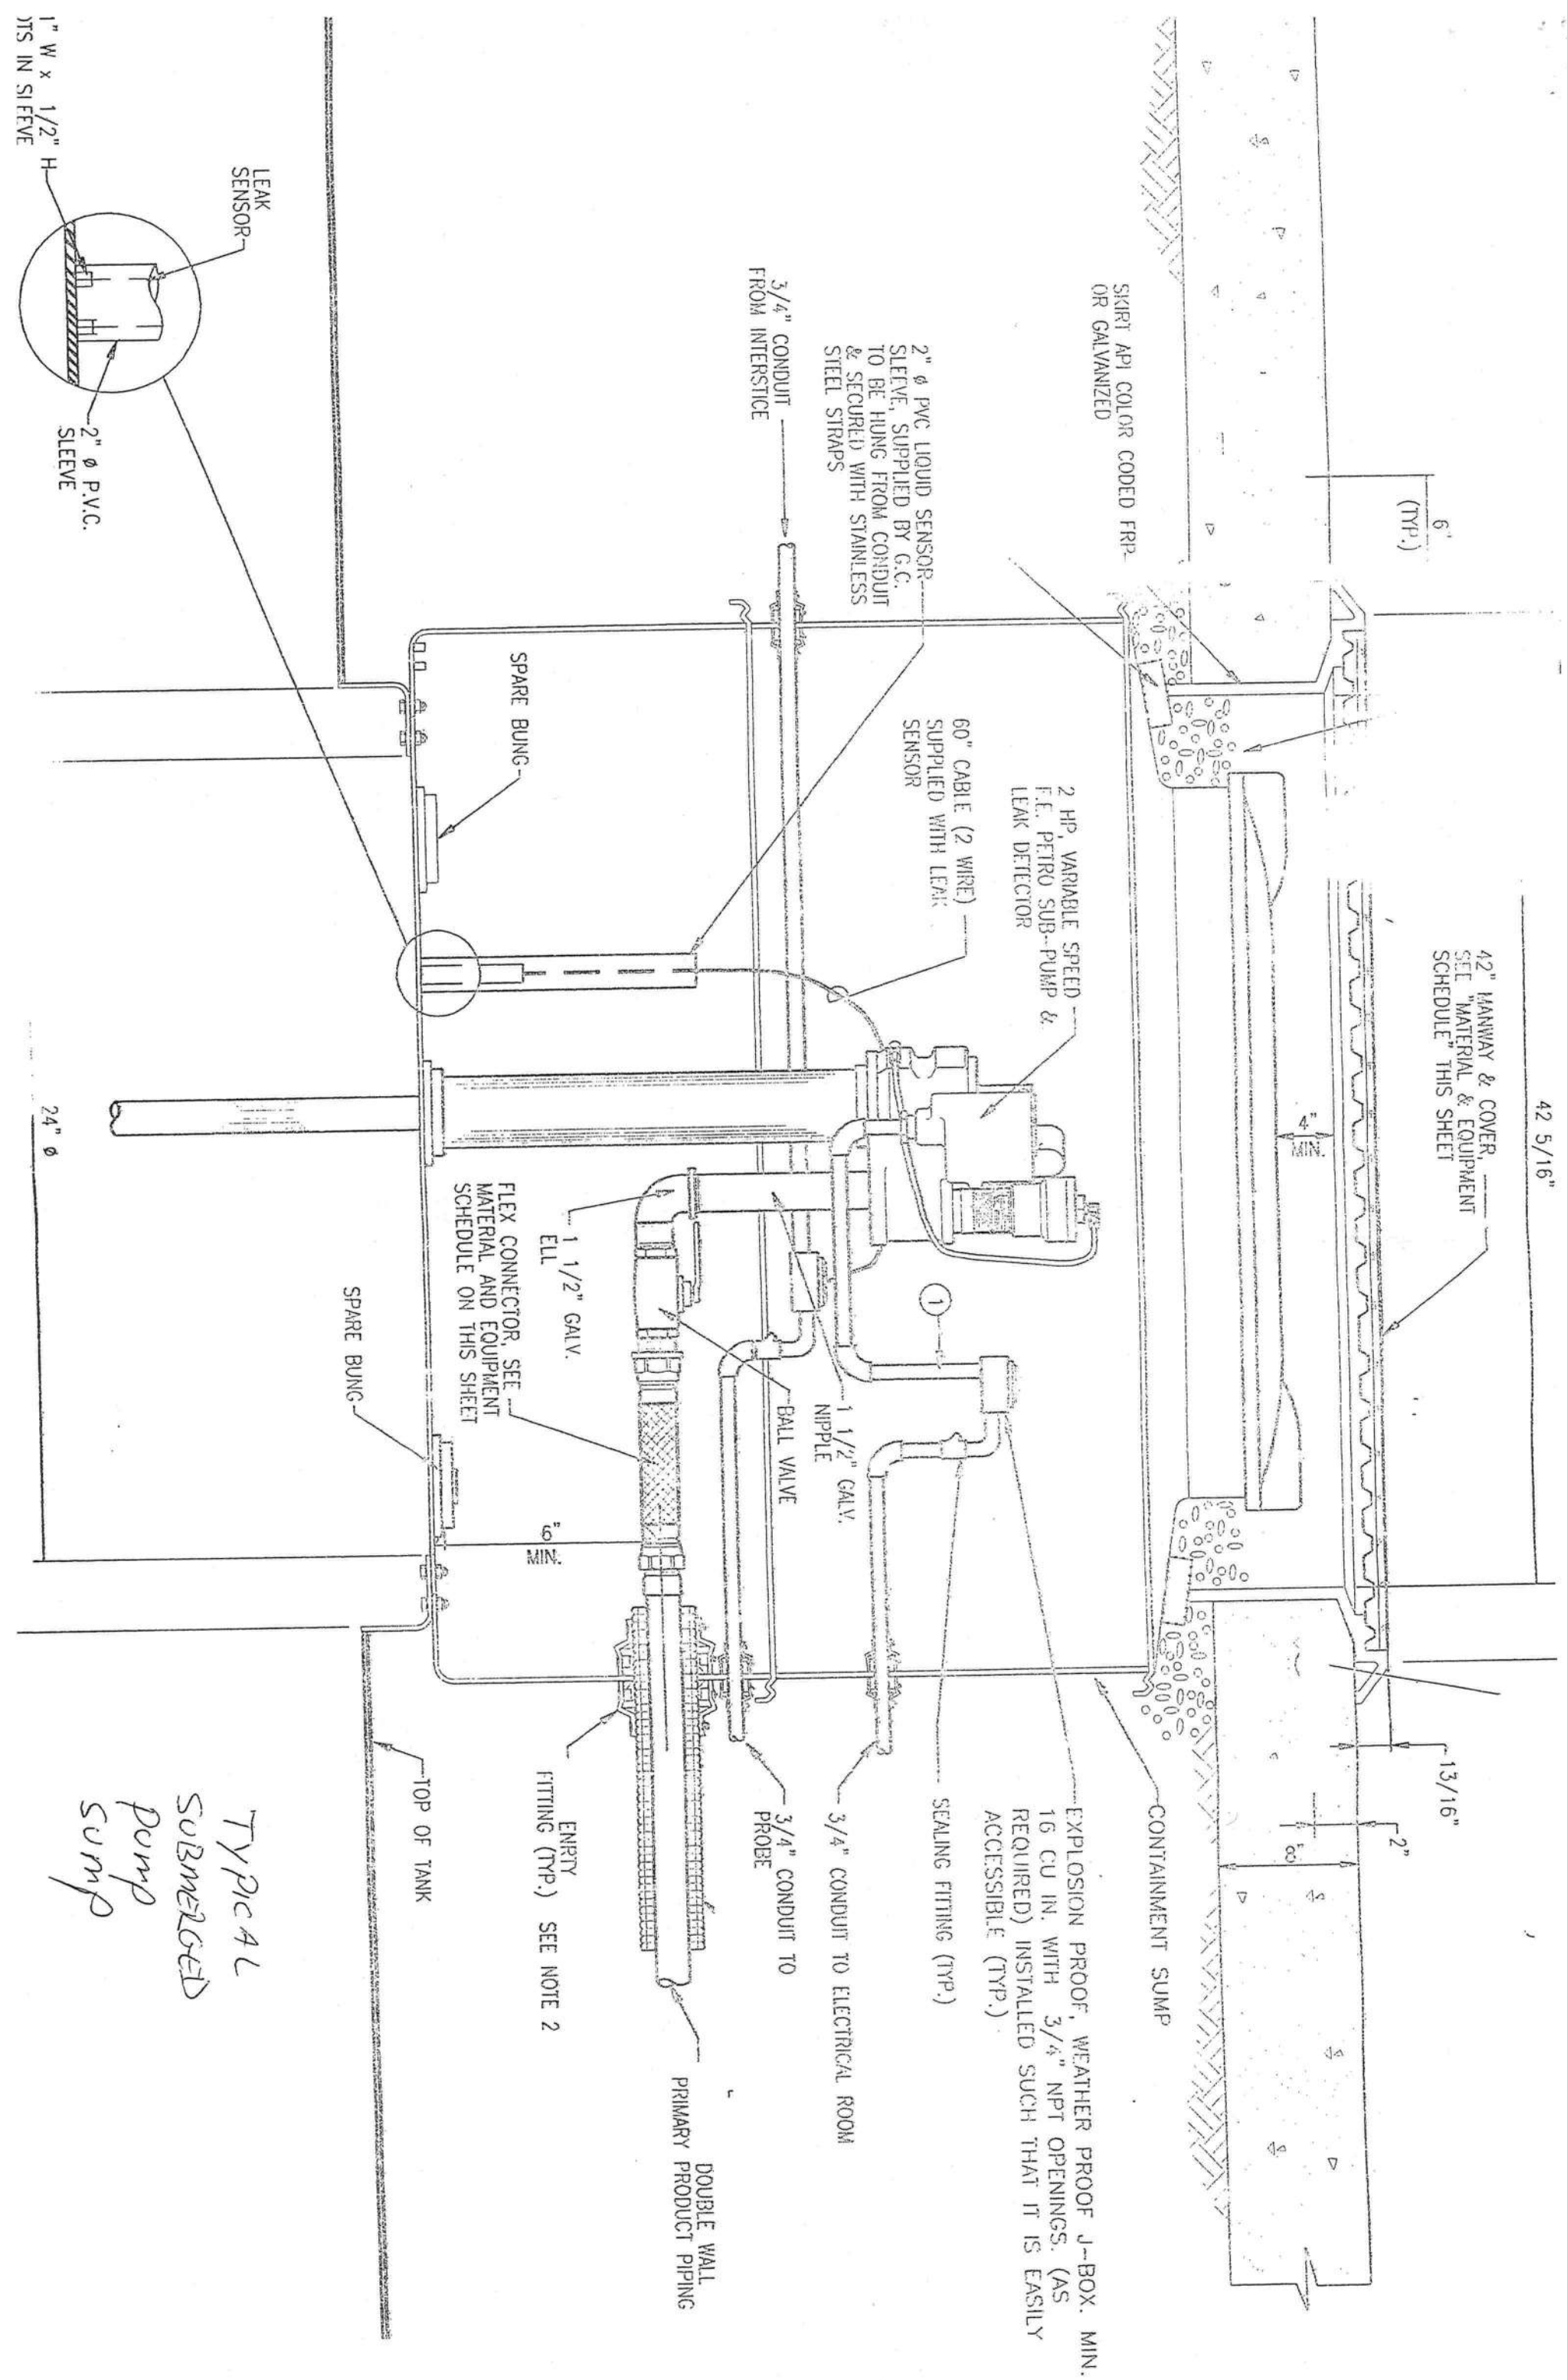 42 5/16"
42" MANWAY & COVER,
SEE "MATERIAL & EQUIPMENT
SCHEDULE" THIS SHEET
6'
(TYP.)
13/16"
2"
8"
4"
MIN.
SKIRT API COLOR CODED FRP
OR GALVANIZED
CONTAINMENT SUMP
2 HP, VARIABLE SPEED
F.E. PETRO SUB-PUMP &
LEAK DETECTOR
EXPLOSION PROOF, WEATHER PROOF J-BOX. MIN.
16 CU IN. WITH 3/4" NPT OPENINGS. (AS
REQUIRED) INSTALLED SUCH THAT IT IS EASILY
ACCESSIBLE (TYP.)
60" CABLE (2 WIRE)
SUPPLIED WITH LEAK
SENSOR
1
SEALING FITTING (TYP.)
2" ø PVC LIQUID SENSOR
SLEEVE, SUPPLIED BY G.C.
TO BE HUNG FROM CONDUIT
& SECURED WITH STAINLESS
STEEL STRAPS
3/4" CONDUIT TO ELECTRICAL ROOM
1 1/2" GALV.
NIPPLE
3/4" CONDUIT
FROM INTERSTICE
BALL VALVE
3/4" CONDUIT TO
PROBE
DOUBLE WALL
PRIMARY PRODUCT PIPING
1 1/2" GALV.
ELL
FLEX CONNECTOR, SEE
MATERIAL AND EQUIPMENT
SCHEDULE ON THIS SHEET
6"
MIN.
ENRTY
FITTING (TYP.) SEE NOTE 2
SPARE BUNG
SPARE BUNG
TOP OF TANK
LEAK
SENSOR
2" ø P.V.C.
SLEEVE
1" W x 1/2" H
OTS IN SLEEVE
24" ø
TYPICAL
SUBMERGED
PUMP
SUMP